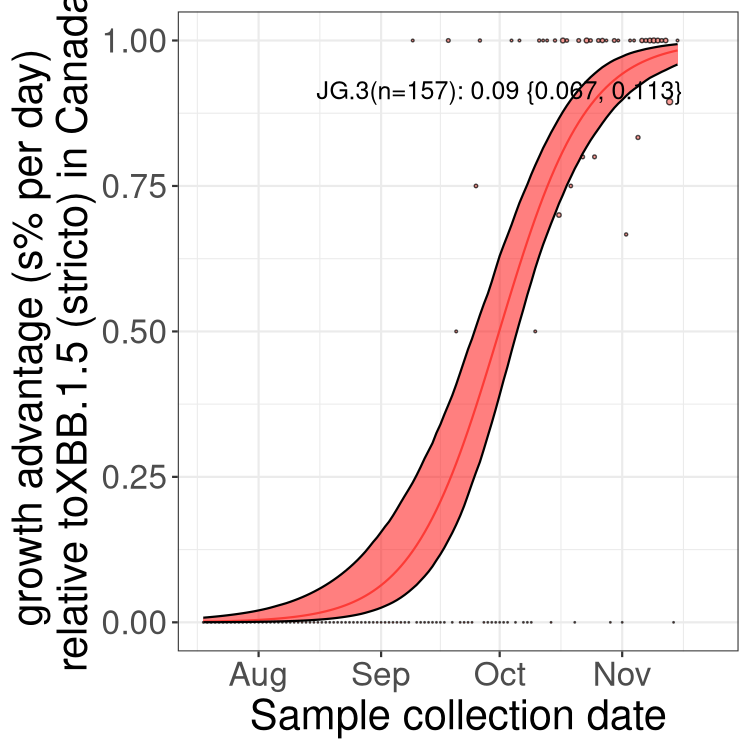 growth advantage (s% per day)
relative toXBB.1.5 (stricto) in Canada
1.00
0.75
0.50
0.25
0.00
JG.3(n=157): 0.09 {0.067, 0.113}
Aug Sep Oct Nov
Sample collection date